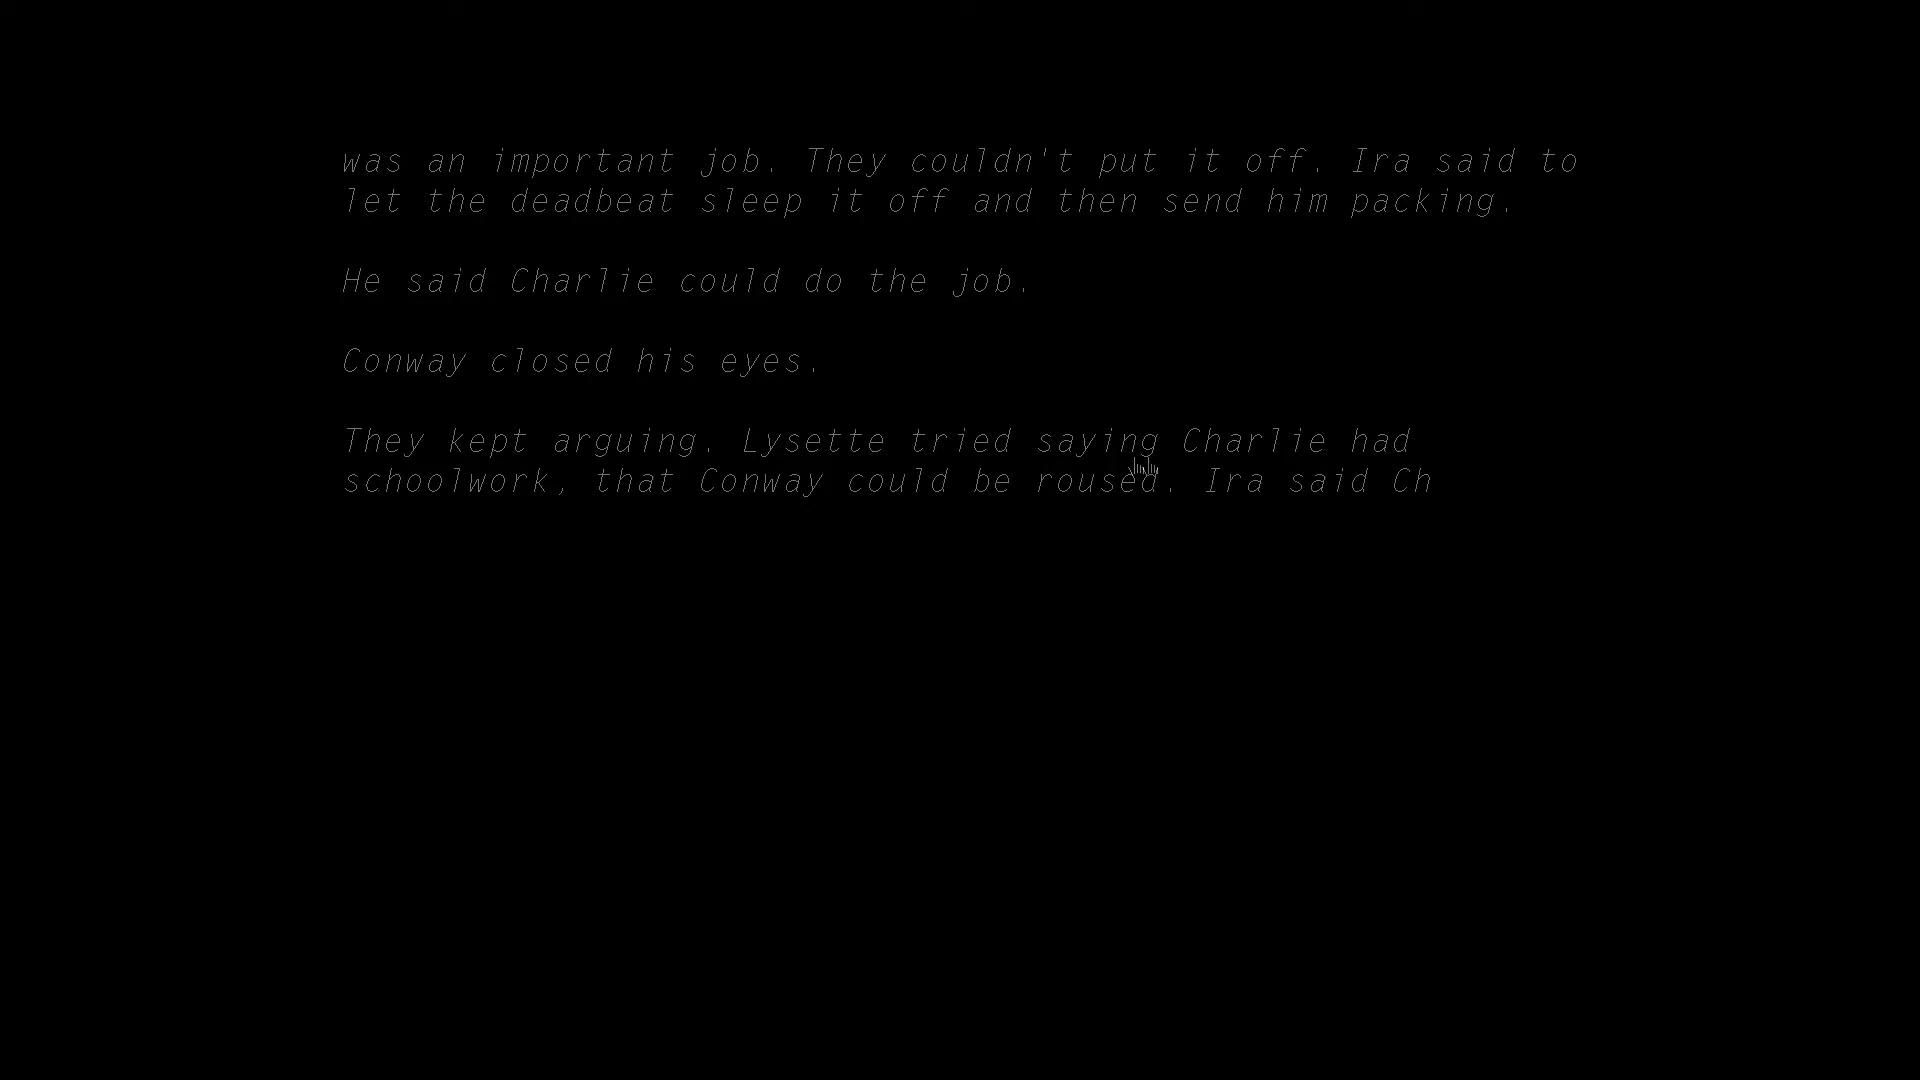 was an important job. They couldn't put it off. Ira said to
let the deadbeat sleep it off and then send him packing.
He said Charlie could do the job.
Conway closed his eyes.
They kept arguing. Lysette tried saying Charlie had
schoolwork, that Conway could be roused. Ira said Ch